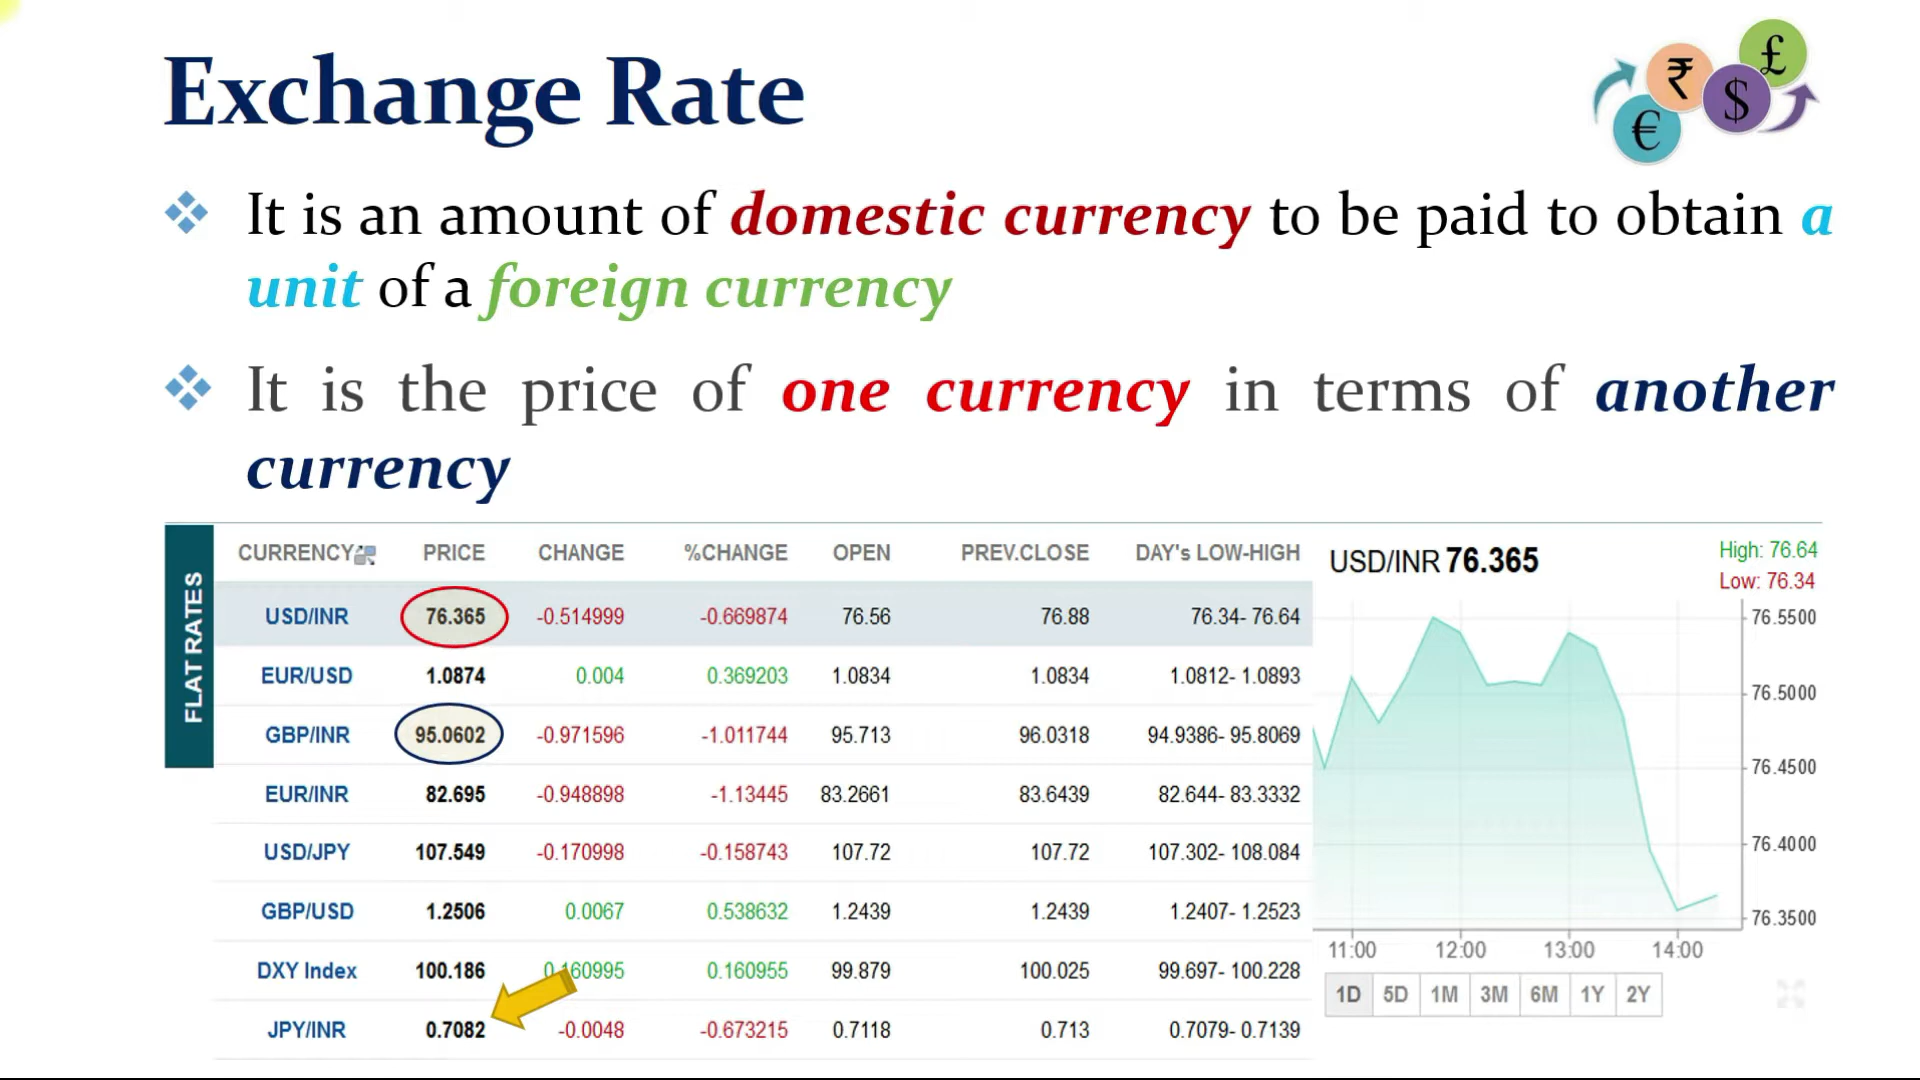 Exchange Rate
₹ £ € $
It is an amount of domestic currency to be paid to obtain a
unit of a foreign currency
It is the price of one currency in terms of another
currency
FLAT RATES
CURRENCY PRICE CHANGE %CHANGE OPEN PREV.CLOSE DAY's LOW-HIGH
USD/INR 76.365 -0.514999 -0.669874 76.56 76.88 76.34- 76.64
EUR/USD 1.0874 0.004 0.369203 1.0834 1.0834 1.0812- 1.0893
GBP/INR 95.0602 -0.971596 -1.011744 95.713 96.0318 94.9386- 95.8069
EUR/INR 82.695 -0.948898 -1.13445 83.2661 83.6439 82.644- 83.3332
USD/JPY 107.549 -0.170998 -0.158743 107.72 107.72 107.302- 108.084
GBP/USD 1.2506 0.0067 0.538632 1.2439 1.2439 1.2407- 1.2523
DXY Index 100.186 0.160995 0.160955 99.879 100.025 99.697- 100.228
JPY/INR 0.7082 -0.0048 -0.673215 0.7118 0.713 0.7079- 0.7139
USD/INR 76.365
High: 76.64
Low: 76.34
76.5500
76.5000
76.4500
76.4000
76.3500
11:00 12:00 13:00 14:00
1D 5D 1M 3M 6M 1Y 2Y